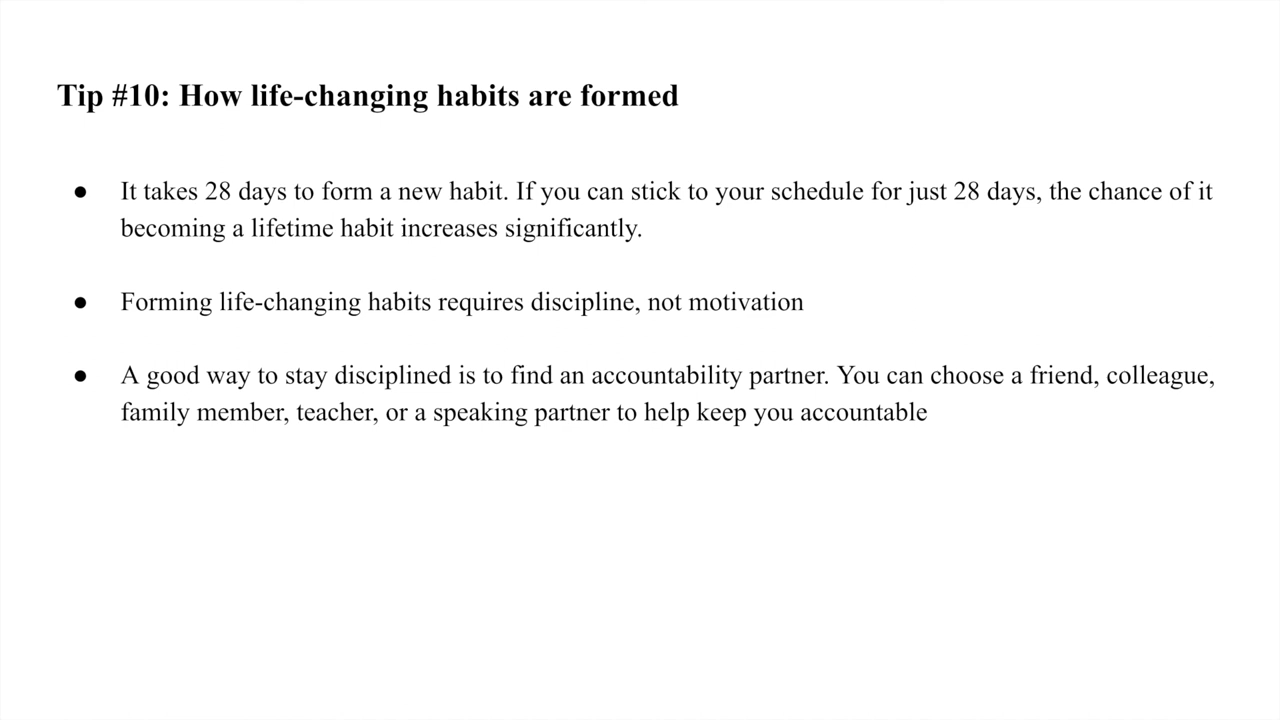 Tip #10: How life-changing habits are formed
● It takes 28 days to form a new habit. If you can stick to your schedule for just 28 days, the chance of it
becoming a lifetime habit increases significantly.
● Forming life-changing habits requires discipline, not motivation
● A good way to stay disciplined is to find an accountability partner. You can choose a friend, colleague,
family member, teacher, or a speaking partner to help keep you accountable